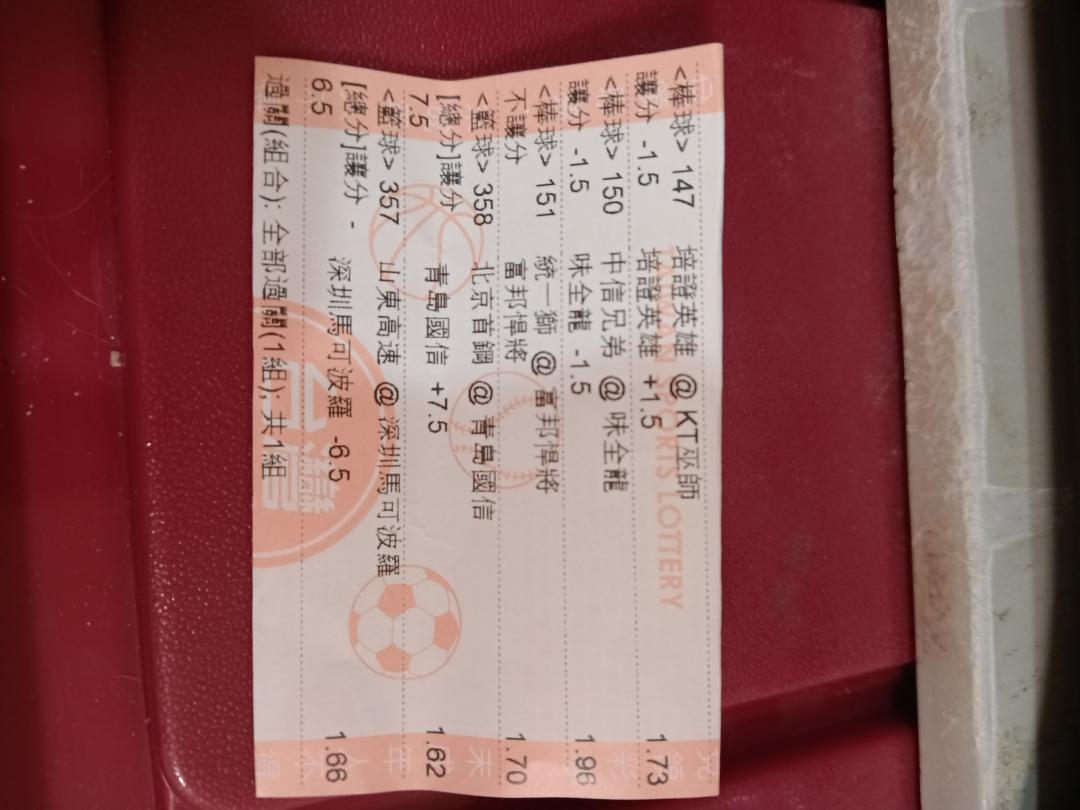 <棒球> 147 培證英雄 @ KT巫師
讓分 -1.5 培證英雄 +1.5 1.73
<棒球> 150 中信兄弟 @ 味全龍
讓分 -1.5 味全龍 -1.5 1.96
<棒球> 151 統一獅 @ 富邦悍將
不讓分 富邦悍將 1.70
<籃球> 358 北京首鋼 @ 青島國信
[總分]讓分 青島國信 +7.5 1.62
7.5
<籃球> 357 山東高速 @ 深圳馬可波羅
[總分]讓分 - 深圳馬可波羅 -6.5 1.66
6.5
過關(組合): 全部過關(1組); 共1組
TAIWAN SPORTS LOTTERY
台灣